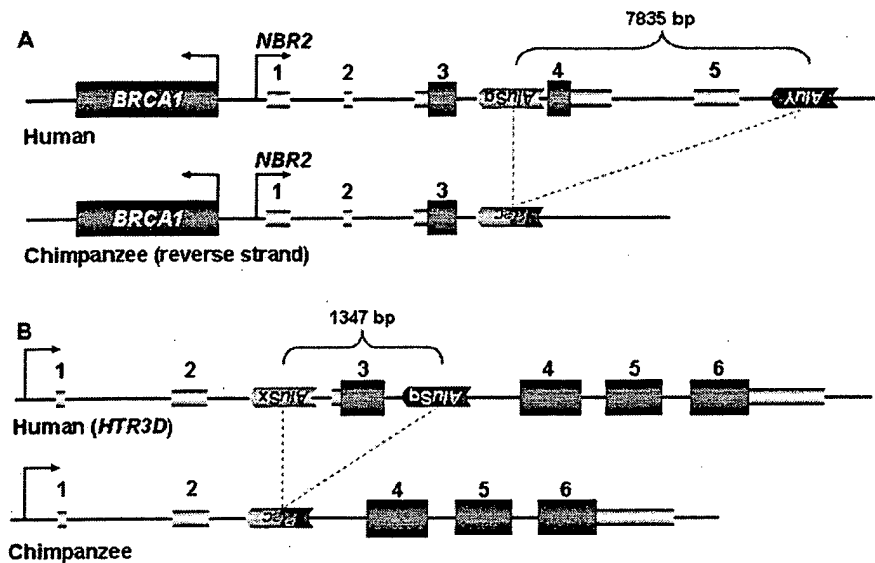 A
7835 bp
NBR2
1 2 3 4 5
BRCA1
AluSq
AluY
Human
NBR2
1 2 3
BRCA1
Rec
Chimpanzee (reverse strand)
B
1347 bp
1 2 3 4 5 6
AluSx
AluSq
Human (HTR3D)
1 2 4 5 6
Rec
Chimpanzee